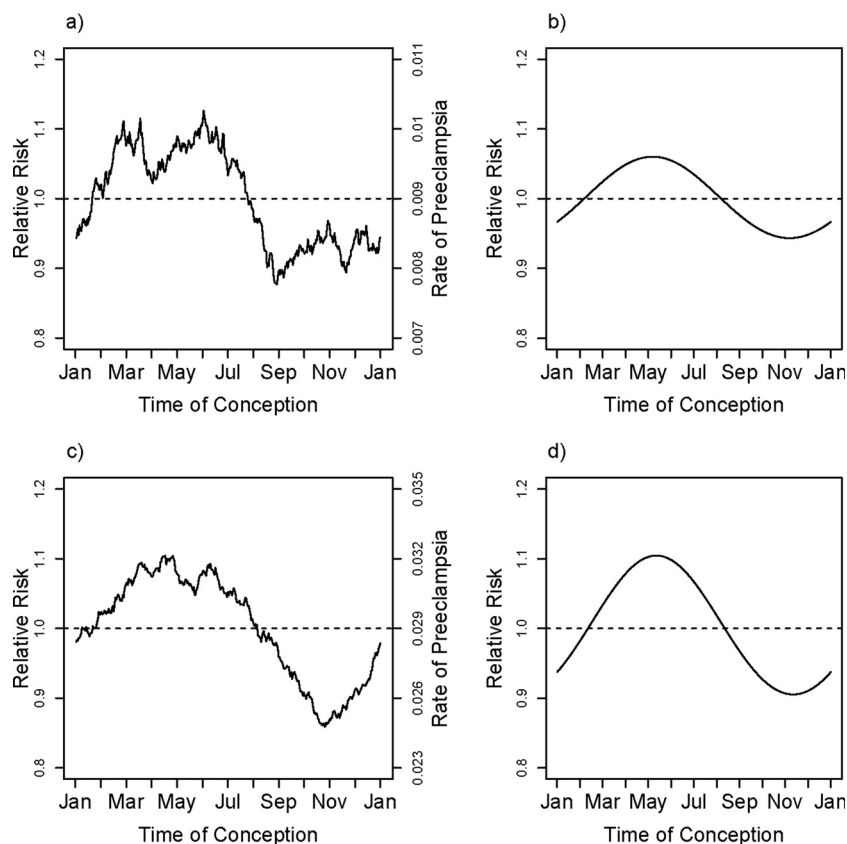 a)
Relative Risk
0.8
0.9
1.0
1.1
1.2
Rate of Preeclampsia
0.007
0.008
0.009
0.01
0.011
Jan Mar May Jul Sep Nov Jan
Time of Conception
b)
Relative Risk
0.8
0.9
1.0
1.1
1.2
Jan Mar May Jul Sep Nov Jan
Time of Conception
c)
Relative Risk
0.8
0.9
1.0
1.1
1.2
Rate of Preeclampsia
0.023
0.026
0.029
0.032
0.035
Jan Mar May Jul Sep Nov Jan
Time of Conception
d)
Relative Risk
0.8
0.9
1.0
1.1
1.2
Jan Mar May Jul Sep Nov Jan
Time of Conception